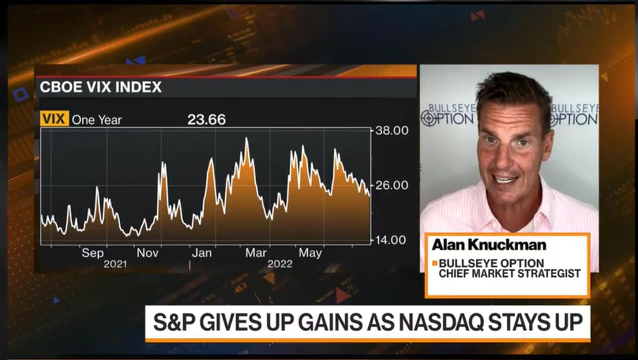 CBOE VIX INDEX
VIX One Year 23.66
38.00
26.00
14.00
Sep Nov Jan Mar May
2021 2022
BULLSEYE
OPTION
BULLSEYE
OPTION
Alan Knuckman
BULLSEYE OPTION
CHIEF MARKET STRATEGIST
S&P GIVES UP GAINS AS NASDAQ STAYS UP